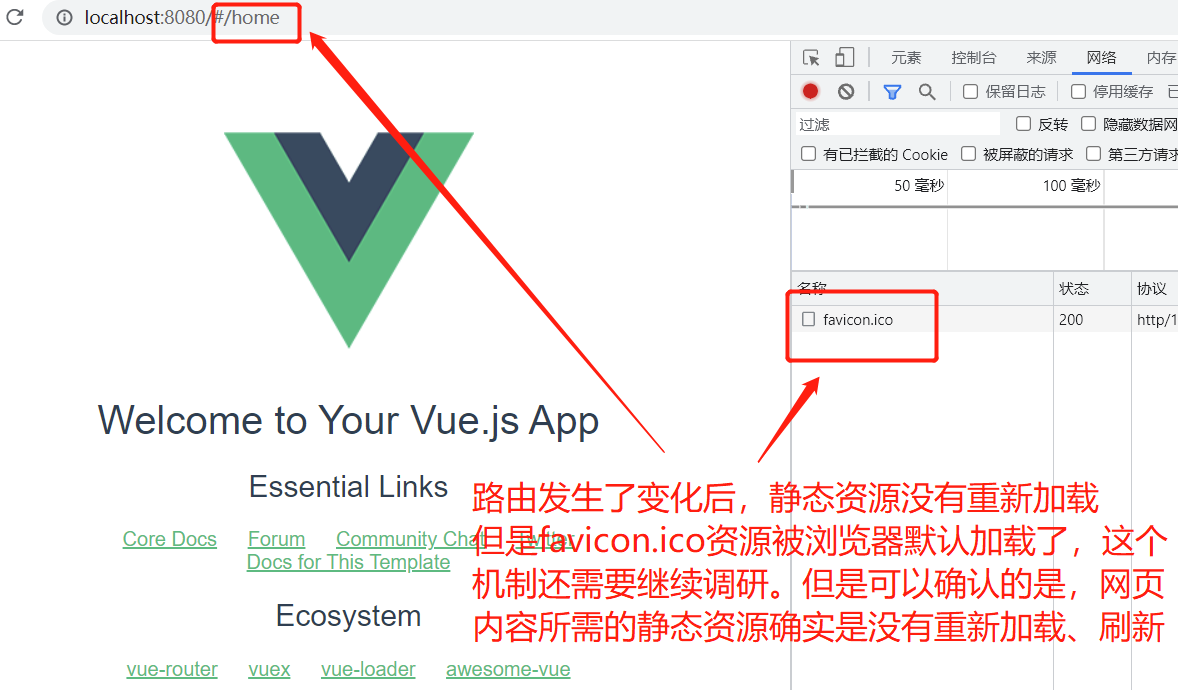 localhost:8080/#/home
元素 控制台 来源 网络 内存
保留日志 停用缓存
过滤 反转 隐藏数据网
有已拦截的 Cookie 被屏蔽的请求 第三方请求
50 毫秒 100 毫秒
名称 状态 协议
favicon.ico 200 http/1
Welcome to Your Vue.js App
Essential Links
Core Docs Forum Community Chat Twitter
Docs for This Template
Ecosystem
vue-router vuex vue-loader awesome-vue
路由发生了变化后，静态资源没有重新加载
但是favicon.ico资源被浏览器默认加载了，这个
机制还需要继续调研。但是可以确认的是，网页
内容所需的静态资源确实是没有重新加载、刷新